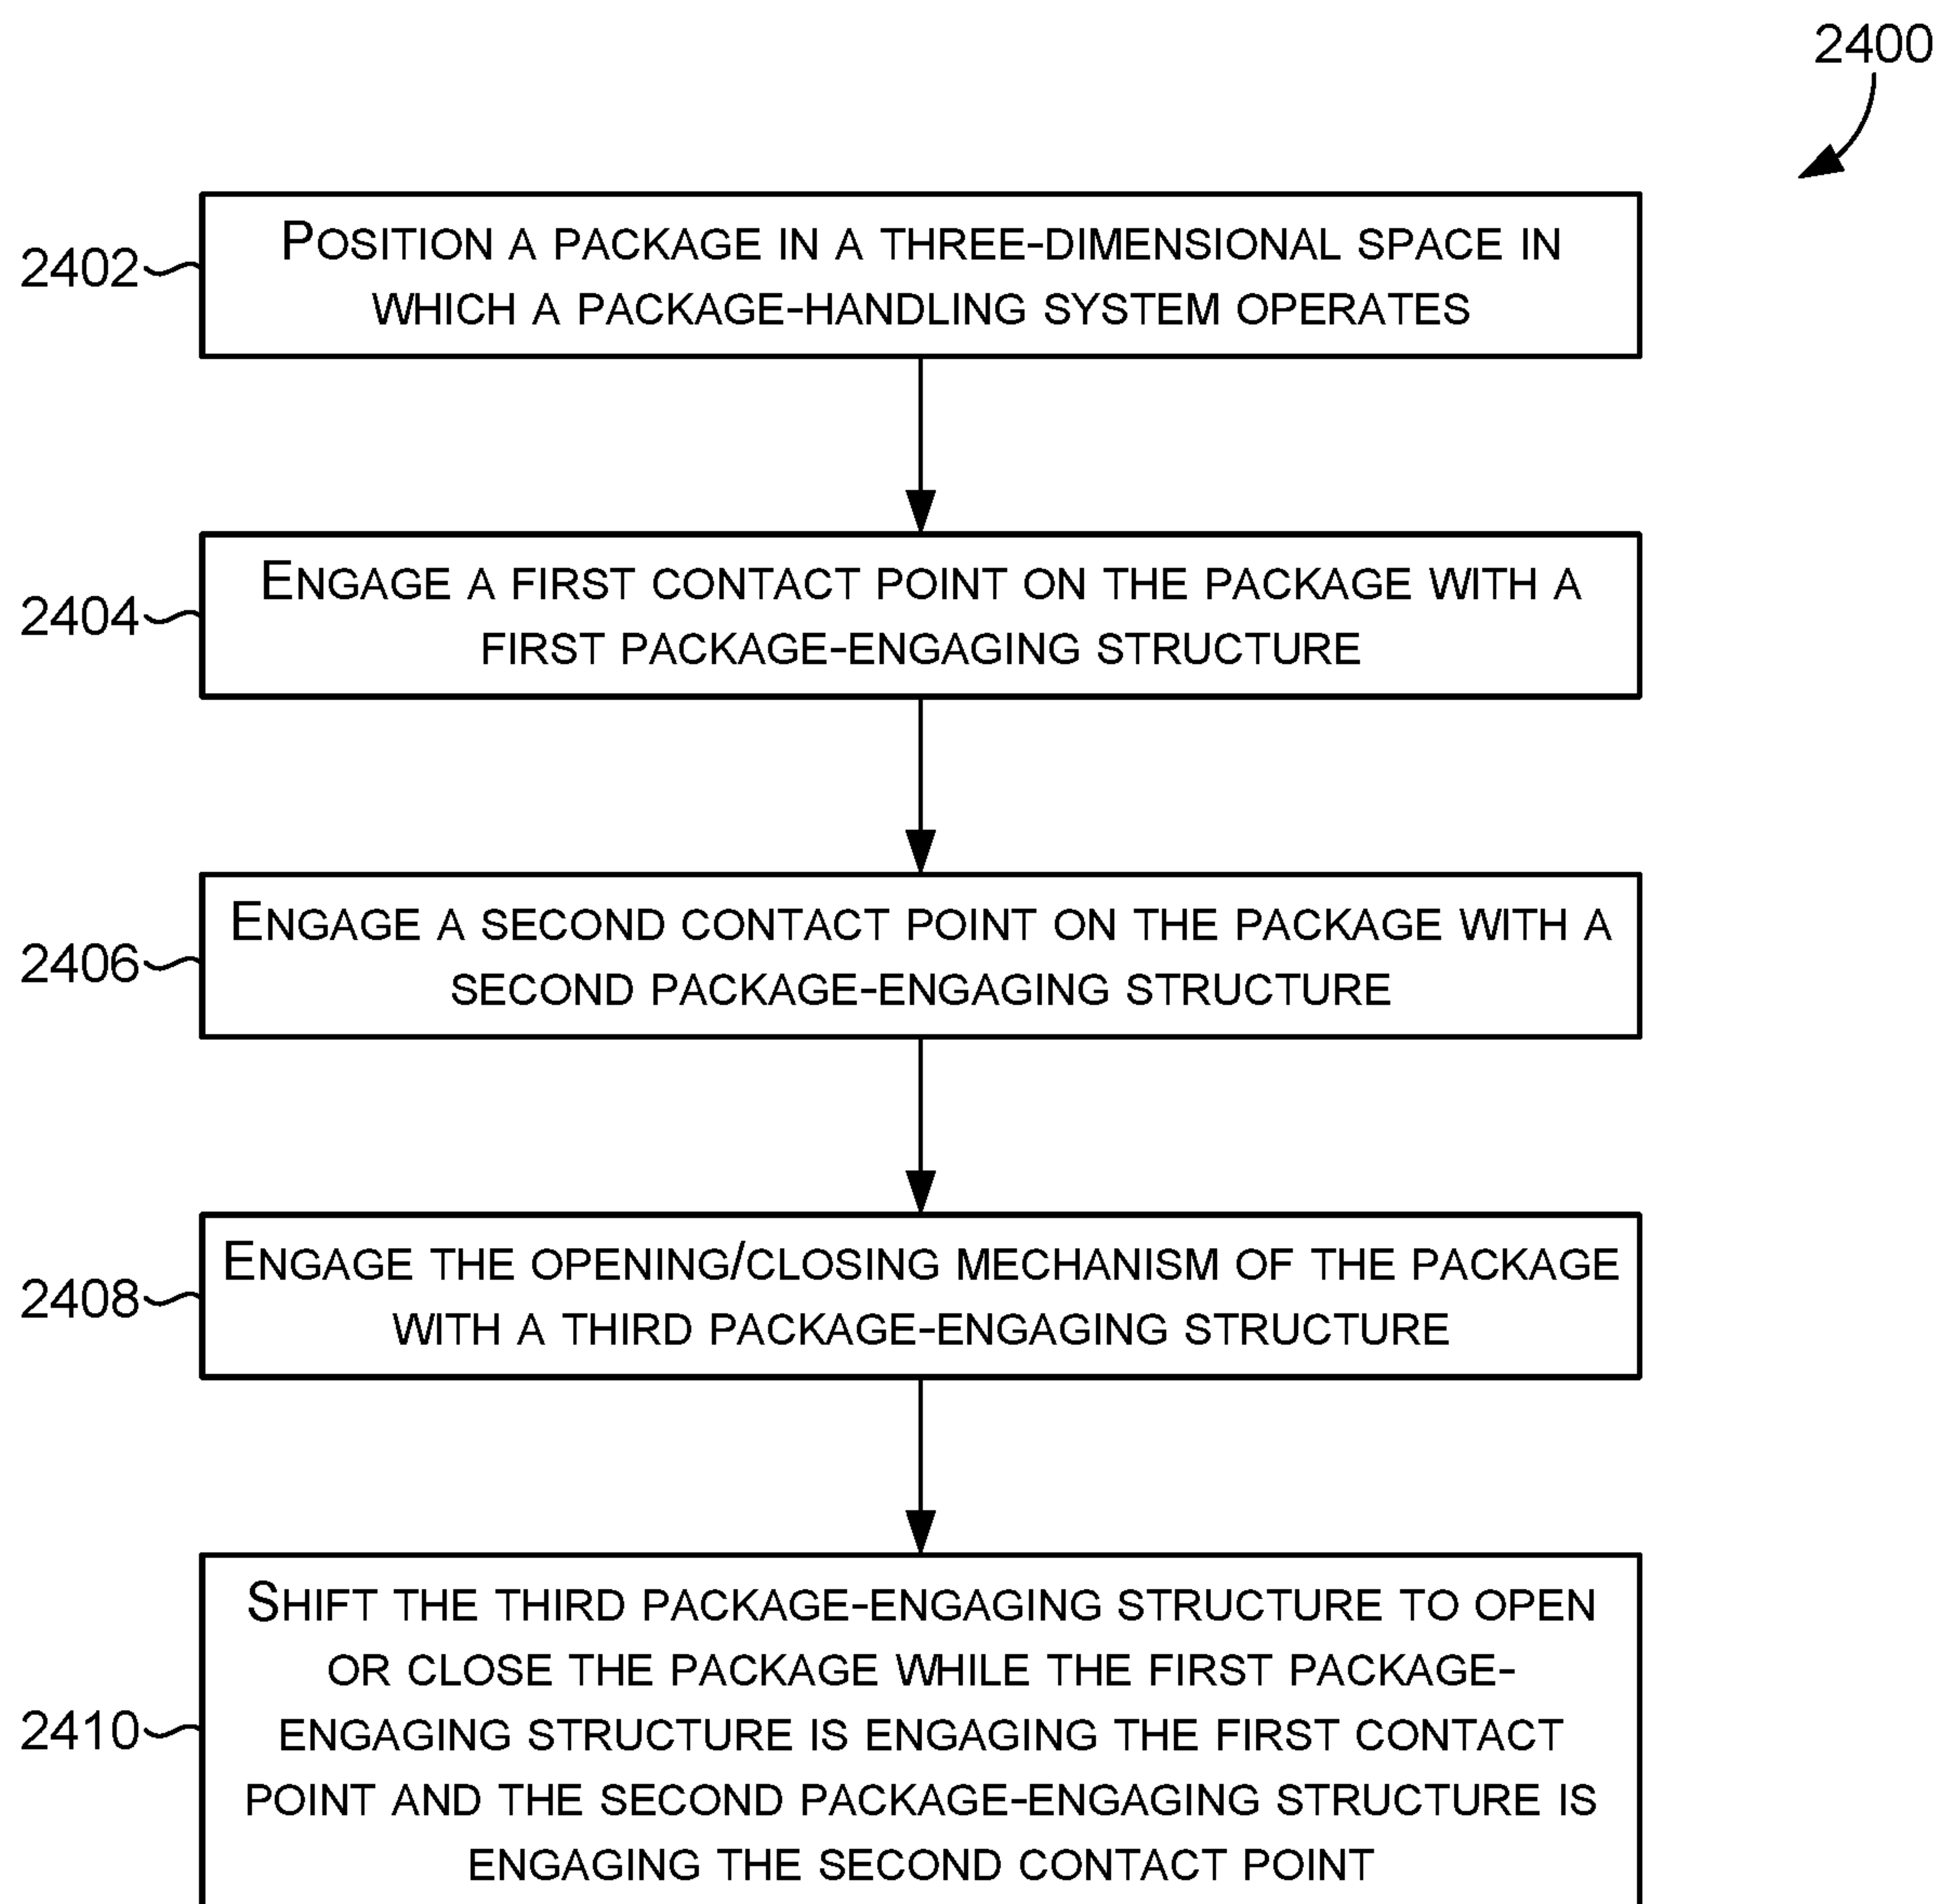 2400
2402
POSITION A PACKAGE IN A THREE-DIMENSIONAL SPACE IN
WHICH A PACKAGE-HANDLING SYSTEM OPERATES
2404
ENGAGE A FIRST CONTACT POINT ON THE PACKAGE WITH A
FIRST PACKAGE-ENGAGING STRUCTURE
2406
ENGAGE A SECOND CONTACT POINT ON THE PACKAGE WITH A
SECOND PACKAGE-ENGAGING STRUCTURE
2408
ENGAGE THE OPENING/CLOSING MECHANISM OF THE PACKAGE
WITH A THIRD PACKAGE-ENGAGING STRUCTURE
2410
SHIFT THE THIRD PACKAGE-ENGAGING STRUCTURE TO OPEN
OR CLOSE THE PACKAGE WHILE THE FIRST PACKAGE-
ENGAGING STRUCTURE IS ENGAGING THE FIRST CONTACT
POINT AND THE SECOND PACKAGE-ENGAGING STRUCTURE IS
ENGAGING THE SECOND CONTACT POINT